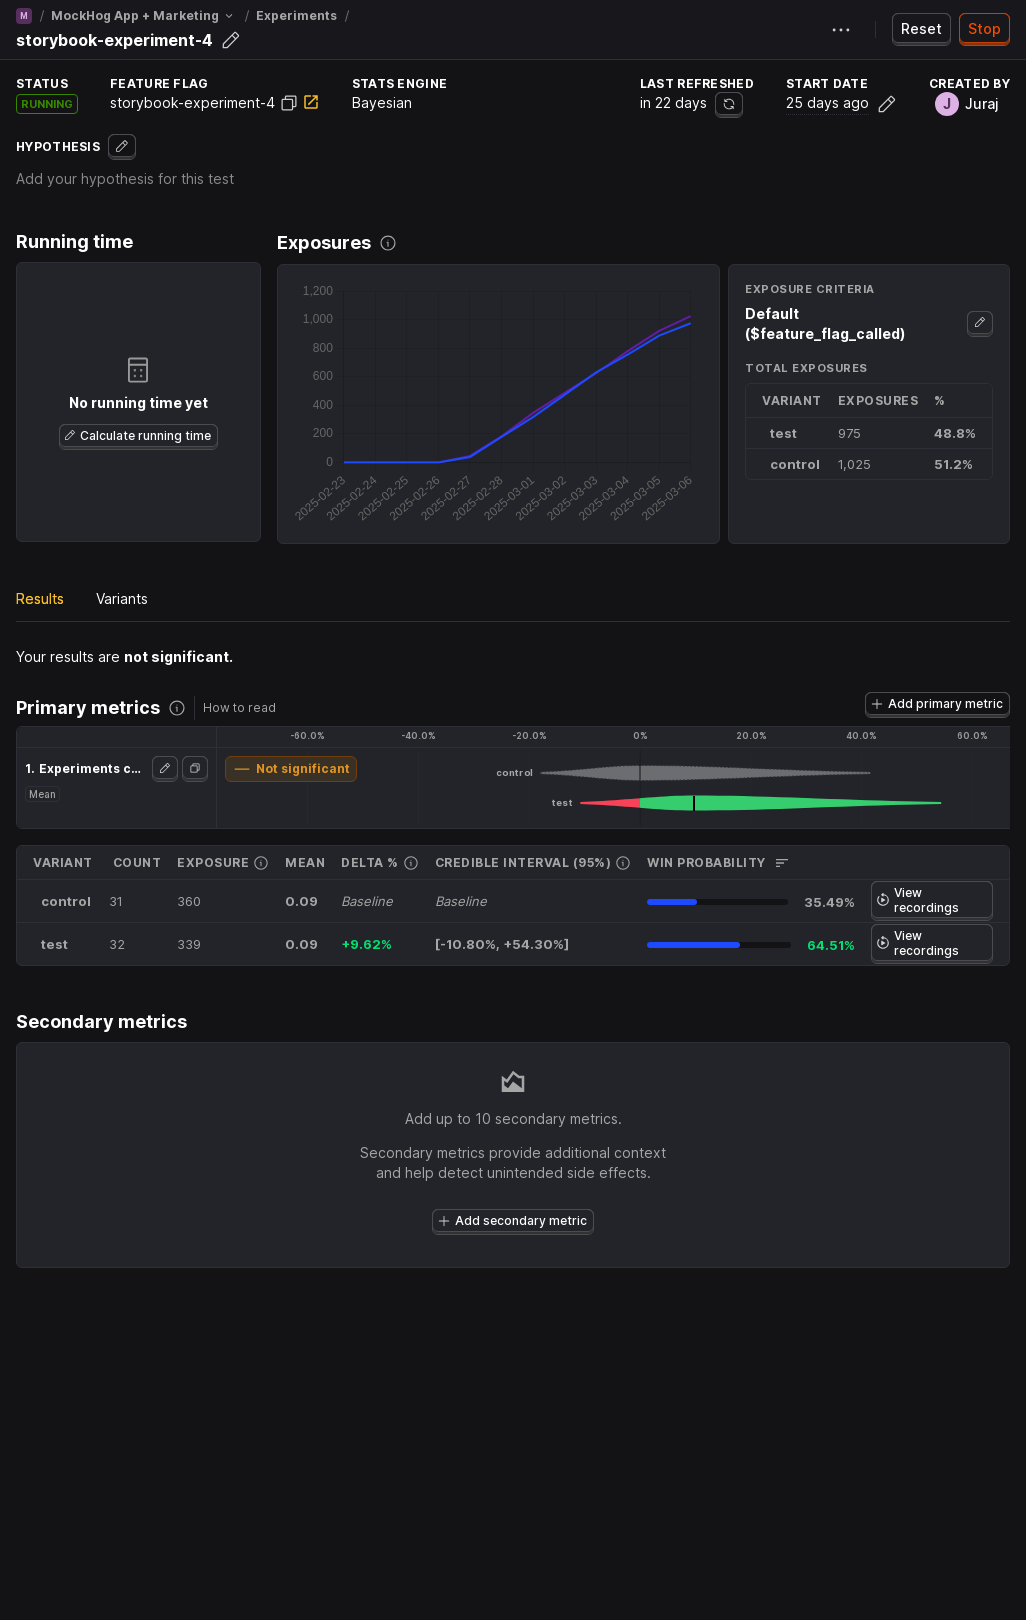 M / MockHog App + Marketing / Experiments /
storybook-experiment-4
Reset
Stop
STATUS
RUNNING
FEATURE FLAG
storybook-experiment-4
STATS ENGINE
Bayesian
LAST REFRESHED
in 22 days
START DATE
25 days ago
CREATED BY
J Juraj
HYPOTHESIS
Add your hypothesis for this test
Running time
No running time yet
Calculate running time
Exposures
1,200
1,000
800
600
400
200
0
2025-02-23
2025-02-24
2025-02-25
2025-02-26
2025-02-27
2025-02-28
2025-03-01
2025-03-02
2025-03-03
2025-03-04
2025-03-05
2025-03-06
EXPOSURE CRITERIA
Default
($feature_flag_called)
TOTAL EXPOSURES
VARIANT EXPOSURES %
test 975 48.8%
control 1,025 51.2%
Results Variants
Your results are not significant.
Primary metrics How to read
Add primary metric
-60.0% -40.0% -20.0% 0% 20.0% 40.0% 60.0%
1. Experiments c...
Mean
Not significant
control
test
VARIANT COUNT EXPOSURE MEAN DELTA % CREDIBLE INTERVAL (95%) WIN PROBABILITY
control 31 360 0.09 Baseline Baseline 35.49% View
recordings
test 32 339 0.09 +9.62% [-10.80%, +54.30%] 64.51% View
recordings
Secondary metrics
Add up to 10 secondary metrics.
Secondary metrics provide additional context
and help detect unintended side effects.
Add secondary metric